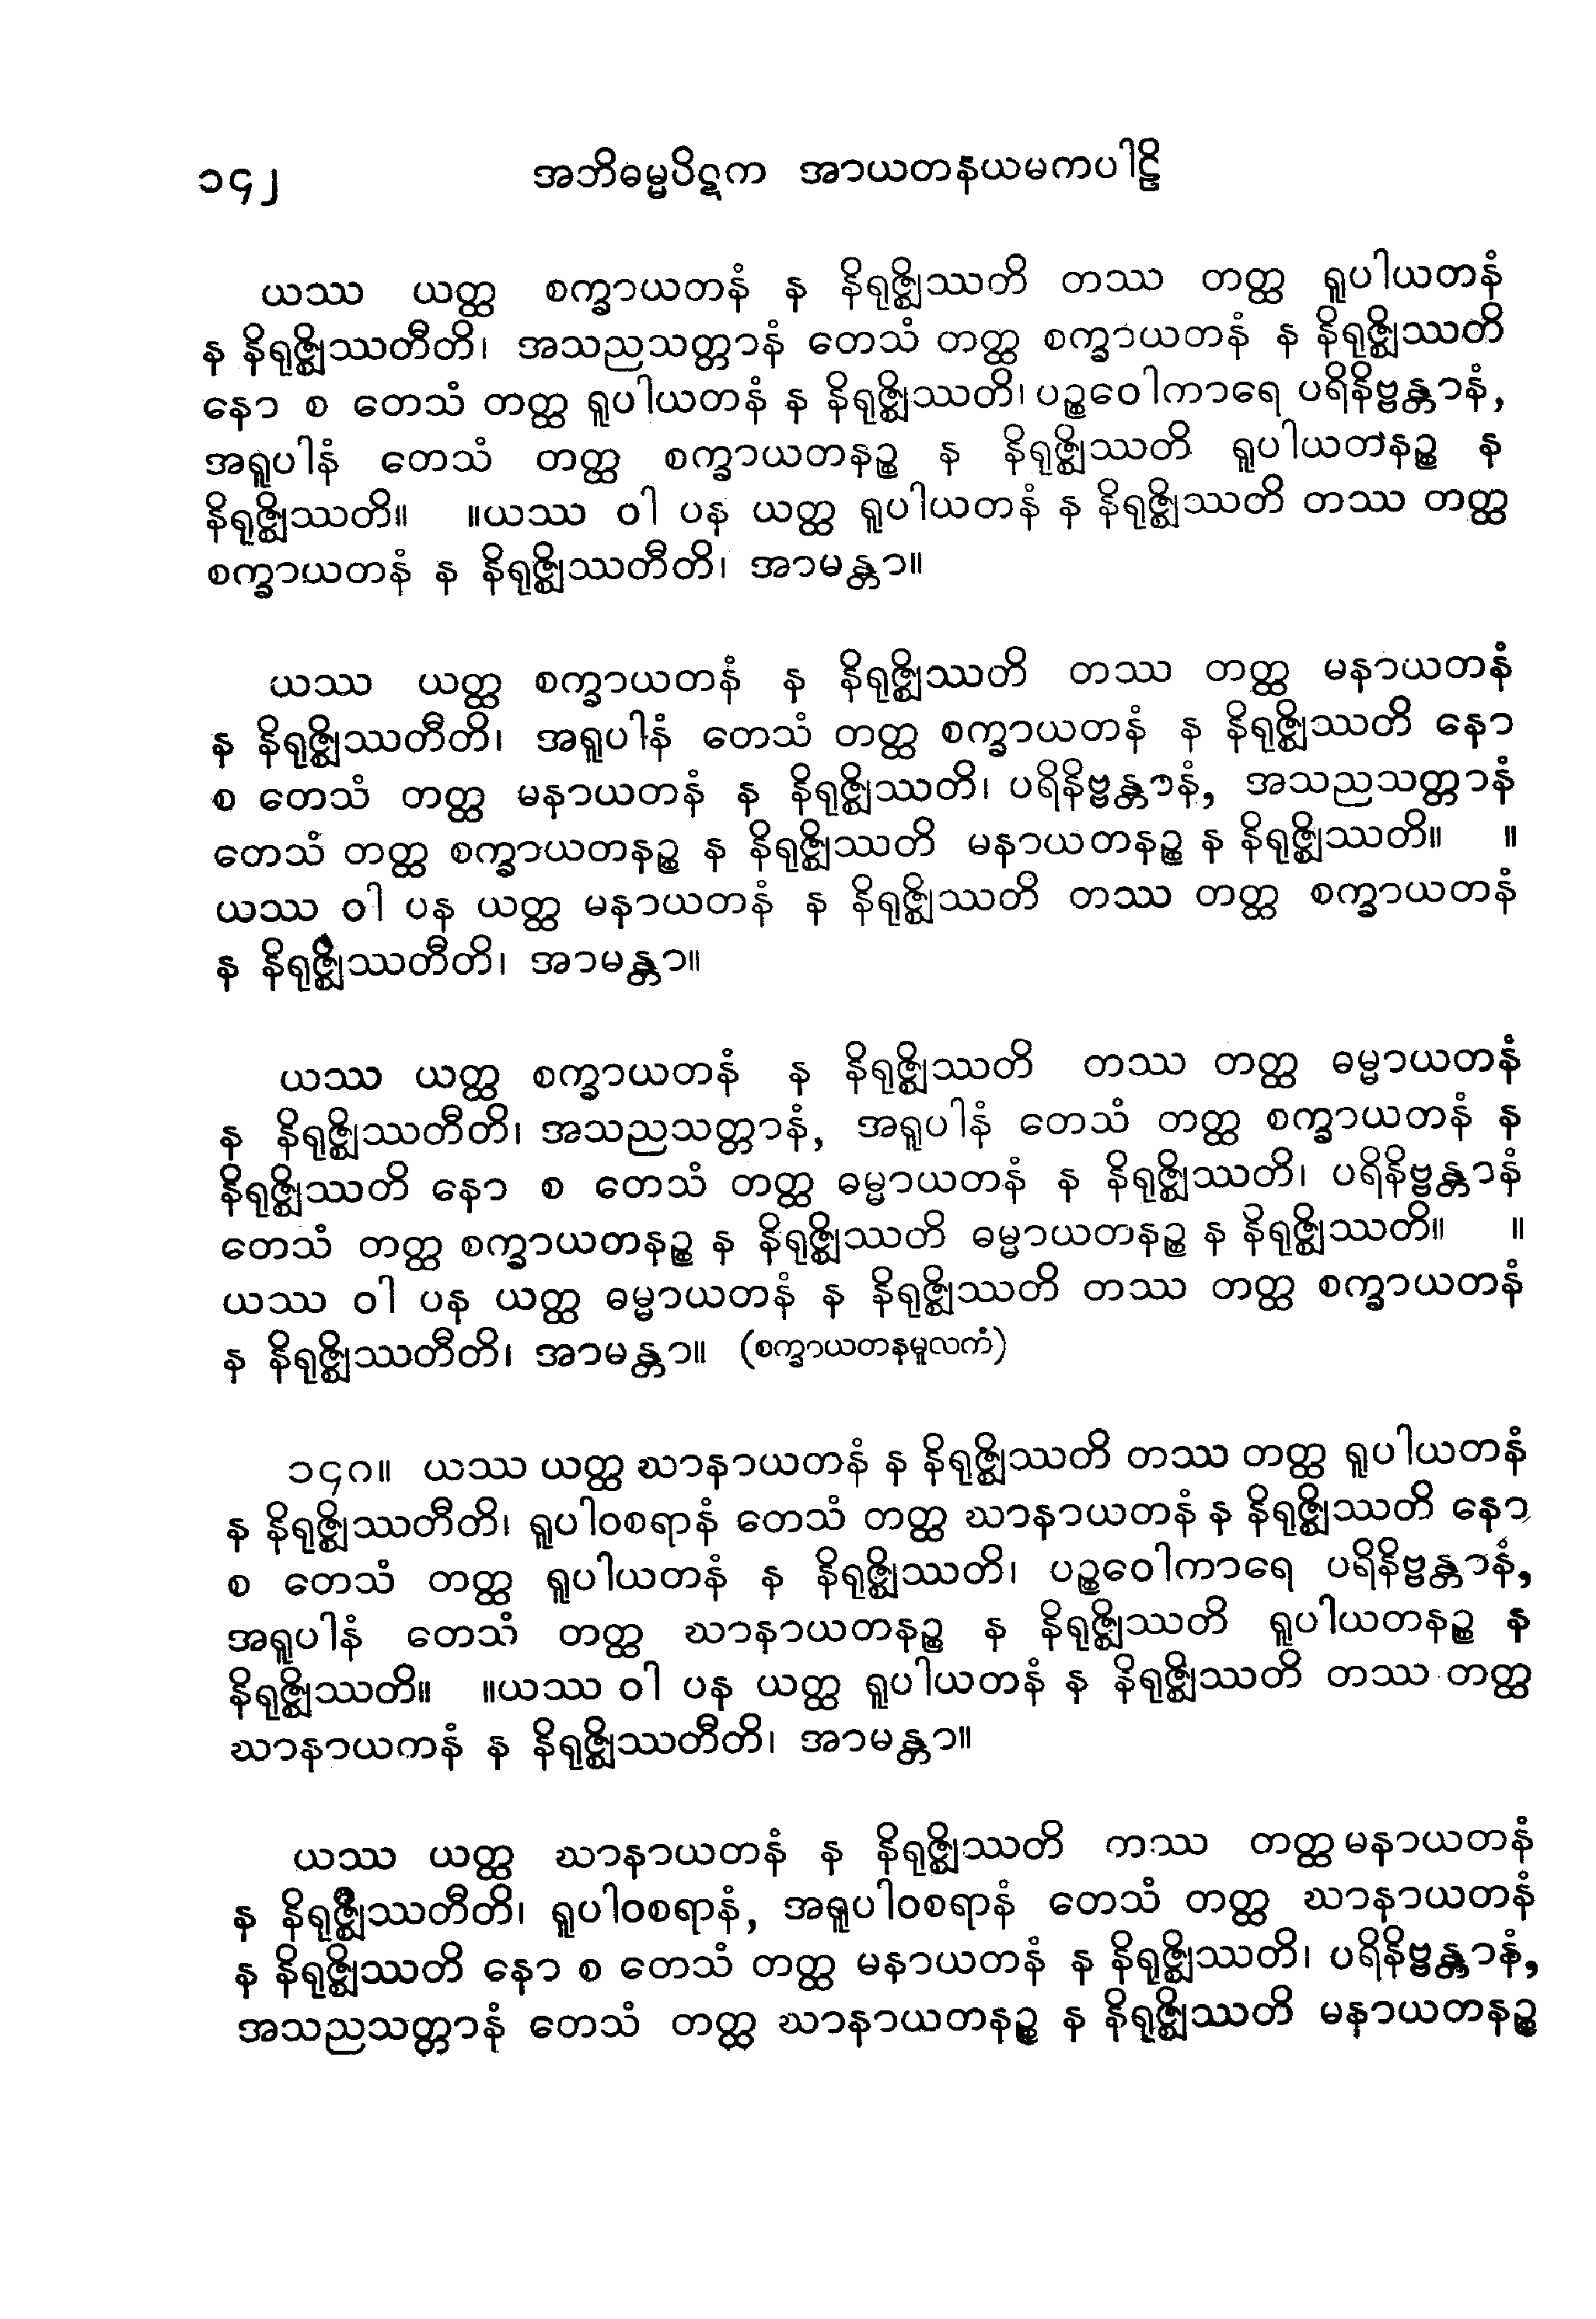 ၁၄၂ အဘိဓမ္မပိဋက အာယတနယမကပါဠိ
ယဿ ယတ္ထ စက္ခာယတနံ န နိရုဇ္ဈိဿတိ တဿ တတ္ထ ရူပါယတနံ
န နိရုဇ္ဈိဿတီတိ၊ အသညသတ္တာနံ တေသံ တတ္ထ စက္ခာယတနံ န နိရုဇ္ဈိဿတိ
နော စ တေသံ တတ္ထ ရူပါယတနံ န နိရုဇ္ဈိဿတိ၊ ပဉ္စဝေါကာရေ ပရိနိဗ္ဗန္တာနံ,
အရူပါနံ တေသံ တတ္ထ စက္ခာယတနဉ္စ န နိရုဇ္ဈိဿတိ ရူပါယတနဉ္စ န
နိရုဇ္ဈိဿတိ။ ။ယဿ ဝါ ပန ယတ္ထ ရူပါယတနံ န နိရုဇ္ဈိဿတိ တဿ တတ္ထ
စက္ခာယတနံ န နိရုဇ္ဈိဿတီတိ၊ အာမန္တာ။
ယဿ ယတ္ထ စက္ခာယတနံ န နိရုဇ္ဈိဿတိ တဿ တတ္ထ မနာယတနံ
န နိရုဇ္ဈိဿတီတိ၊ အရူပါနံ တေသံ တတ္ထ စက္ခာယတနံ န နိရုဇ္ဈိဿတိ နော
စ တေသံ တတ္ထ မနာယတနံ န နိရုဇ္ဈိဿတိ၊ ပရိနိဗ္ဗန္တာနံ, အသညသတ္တာနံ
တေသံ တတ္ထ စက္ခာယတနဉ္စ န နိရုဇ္ဈိဿတိ မနာယတနဉ္စ န နိရုဇ္ဈိဿတိ။ ။
ယဿ ဝါ ပန ယတ္ထ မနာယတနံ န နိရုဇ္ဈိဿတိ တဿ တတ္ထ စက္ခာယတနံ
န နိရုဇ္ဈိဿတီတိ၊ အာမန္တာ။
ယဿ ယတ္ထ စက္ခာယတနံ န နိရုဇ္ဈိဿတိ တဿ တတ္ထ ဓမ္မာယတနံ
န နိရုဇ္ဈိဿတီတိ၊ အသညသတ္တာနံ, အရူပါနံ တေသံ တတ္ထ စက္ခာယတနံ န
နိရုဇ္ဈိဿတိ နော စ တေသံ တတ္ထ ဓမ္မာယတနံ န နိရုဇ္ဈိဿတိ၊ ပရိနိဗ္ဗန္တာနံ
တေသံ တတ္ထ စက္ခာယတနဉ္စ န နိရုဇ္ဈိဿတိ ဓမ္မာယတနဉ္စ န နိရုဇ္ဈိဿတိ။ ။
ယဿ ဝါ ပန ယတ္ထ ဓမ္မာယတနံ န နိရုဇ္ဈိဿတိ တဿ တတ္ထ စက္ခာယတနံ
န နိရုဇ္ဈိဿတီတိ၊ အာမန္တာ။ (စက္ခာယတနမူလကံ)
၁၄၈။ ယဿ ယတ္ထ ဃာနာယတနံ န နိရုဇ္ဈိဿတိ တဿ တတ္ထ ရူပါယတနံ
န နိရုဇ္ဈိဿတီတိ၊ ရူပါဝစရာနံ တေသံ တတ္ထ ဃာနာယတနံ န နိရုဇ္ဈိဿတိ နော
စ တေသံ တတ္ထ ရူပါယတနံ န နိရုဇ္ဈိဿတိ၊ ပဉ္စဝေါကာရေ ပရိနိဗ္ဗန္တာနံ,
အရူပါနံ တေသံ တတ္ထ ဃာနာယတနဉ္စ န နိရုဇ္ဈိဿတိ ရူပါယတနဉ္စ န
နိရုဇ္ဈိဿတိ။ ။ယဿ ဝါ ပန ယတ္ထ ရူပါယတနံ န နိရုဇ္ဈိဿတိ တဿ တတ္ထ
ဃာနာယကနံ န နိရုဇ္ဈိဿတီတိ၊ အာမန္တာ။
ယဿ ယတ္ထ ဃာနာယတနံ န နိရုဇ္ဈိဿတိ ကဿ ကတ္ထ မနာယတနံ
န နိရုဇ္ဈိဿတီတိ၊ ရူပါဝစရာနံ, အရူပါဝစရာနံ တေသံ တတ္ထ ဃာနာယတနံ
န နိရုဇ္ဈိဿတိ နော စ တေသံ တတ္ထ မနာယတနံ န နိရုဇ္ဈိဿတိ၊ ပရိနိဗ္ဗန္တာနံ,
အသညသတ္တာနံ တေသံ တတ္ထ ဃာနာယတနဉ္စ န နိရုဇ္ဈိဿတိ မနာယတနဉ္စ